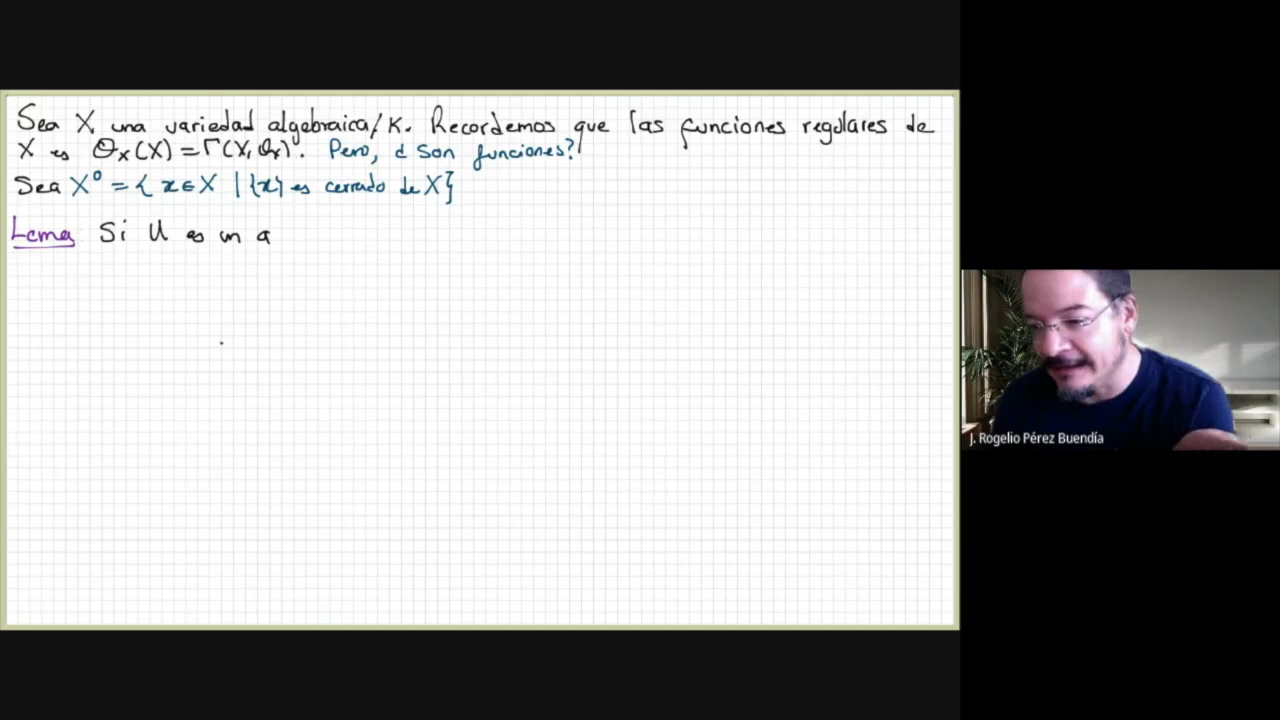 Sea X una variedad algebraica/K. Recordemos que las funciones regulares de
X es O_X(X) = Γ(X, O_X). Pero, ¿ Son funciones?
Sea X⁰ = { x ∈ X | {x} es cerrado de X}
Lema Si U es un a
J. Rogelio Pérez Buendía